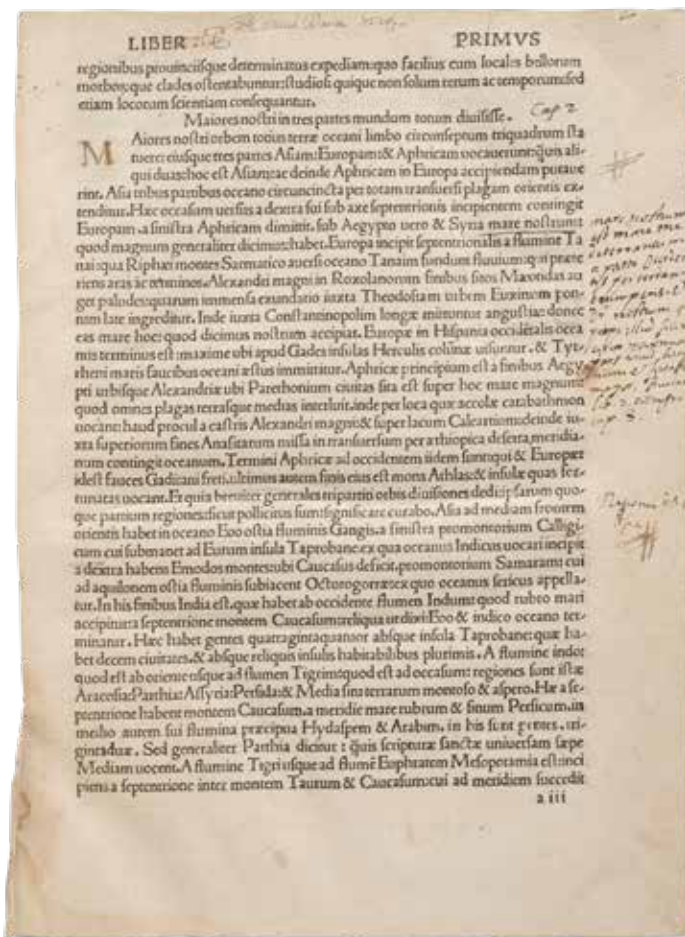 LIBER PRIMVS
regionibus prouinciisque determinatus expediam: quo facilius cum locales bellorum
morborumque clades ostentabuntur: studiosi quique non solum rerum ac temporum: sed
etiam locorum scientiam consequantur.
Maiores nostri in tres partes mundum totum diuisisse. Cap 2
MAiores nostri orbem totius terræ oceani limbo circunseptum triquadrum sta
tuere: eiusque tres partes Asiam: Europam: & Aphricam uocauerunt: q̃uis ali
qui duas: hoc est Asiam: ac deinde Aphricam in Europa accipiendam putaue
rint. Asia tribus partibus oceano circuncincta per totam transuersi plagam orientis ex-
tenditur. Hæc occasum uersus a dextra sui sub axe septentrionis incipientem contingit
Europam. a sinistra Aphricam dimittit. sub Aegypto uero & Syria mare nostrum
quod magnum generaliter dicimus: habet. Europa incipit septentrionalis a flumine Ta
nai: qua Riphæi montes Sarmatico auersi oceano Tanaim fundunt fluuium: qui præte
riens aras ac terminos Alexandri magni in Roxolanorum finibus sitos Mæotidas au
get paludes: quarum immensa exundatio iuxta Theodosiam urbem Euxinum pon-
tum late ingreditur. Inde iuxta Constantinopolim longæ mittuntur angustiæ: donec
eas mare hoc: quod dicimus nostrum accipiat. Europæ in Hispania occidẽtalis ocea
nus terminus est: maxime ubi apud Gades insulas Herculis colũnæ uisuntur. & Tyr-
rheni maris faucibus oceani æstus immittitur. Aphricæ principium est a finibus Aegy
pti urbisque Alexandriæ ubi Parethonium ciuitas sita est super hoc mare magnum:
quod omnes plagas terrasque medias interluit. inde per loca quæ accolæ catabathmon
uocant: haud procul a castris Alexandri magni: & super lacum Caleartium: deinde iu-
xta superiorum fines Auasitarum missa in transuersum per æthiopica deserta meridia-
num contingit oceanum. Termini Aphricæ ad occidentem iidem sunt: qui & Europæ:
idest fauces Gaditani freti. ultimus autem finis eius est mons Athlas: & insulæ quas for-
tunatas uocant. Et quia breuiter generales tripartiti orbis diuisiones dedi: ipsarum quo-
que partium regiones: sicut pollicitus sum: significare curabo. Asia ad mediam frontem
orientis habet in oceano Eoo ostia fluminis Gangis. a sinistra promontorium Calligi
cum cui submanet ad Eurum insula Taprobane. ex qua oceanus Indicus uocari incipit
a dextra habens Emodos montes: ubi Caucasus deficit. promontorium Samaram: cui
ad aquilonem ostia fluminis subiacent Octorogorræ: ex quo oceanus sericus appella-
tur. In his finibus India est. quæ habet ab occidente flumen Indum: quod rubro mari
accipitur: a septentrione montem Caucasum: reliqua ut dixi: Eoo & indico oceano ter-
minatur. Hæc habet gentes quatragintaquatuor absque insula Taprobane: quæ ha-
bet decem ciuitates. & absque reliquis insulis habitabilibus plurimis. A flumine indo:
quod est ab oriente usque ad flumen Tigrim: quod est ad occasum: regiones sunt istæ
Aracosia: Parthia: Assyria: Persida: & Media situ terrarum montoso & aspero. Hæ a se-
ptentrione habent montem Caucasum. a meridie mare rubrum & sinum Persicum. in
medio autem sui flumina præcipua Hydaspem & Arabim. in his sunt gentes. tri-
gintaduæ. Sed generaliter Parthia dicitur: q̃uis scripturæ sanctæ uniuersam sæpe
Mediam uocent. A flumine Tigri usque ad flumẽ Euphratem Mesopotamia est: inci
piens a septentrione inter montem Taurum & Caucasum: cui ad meridiem succedit
a iii
mare nostrum